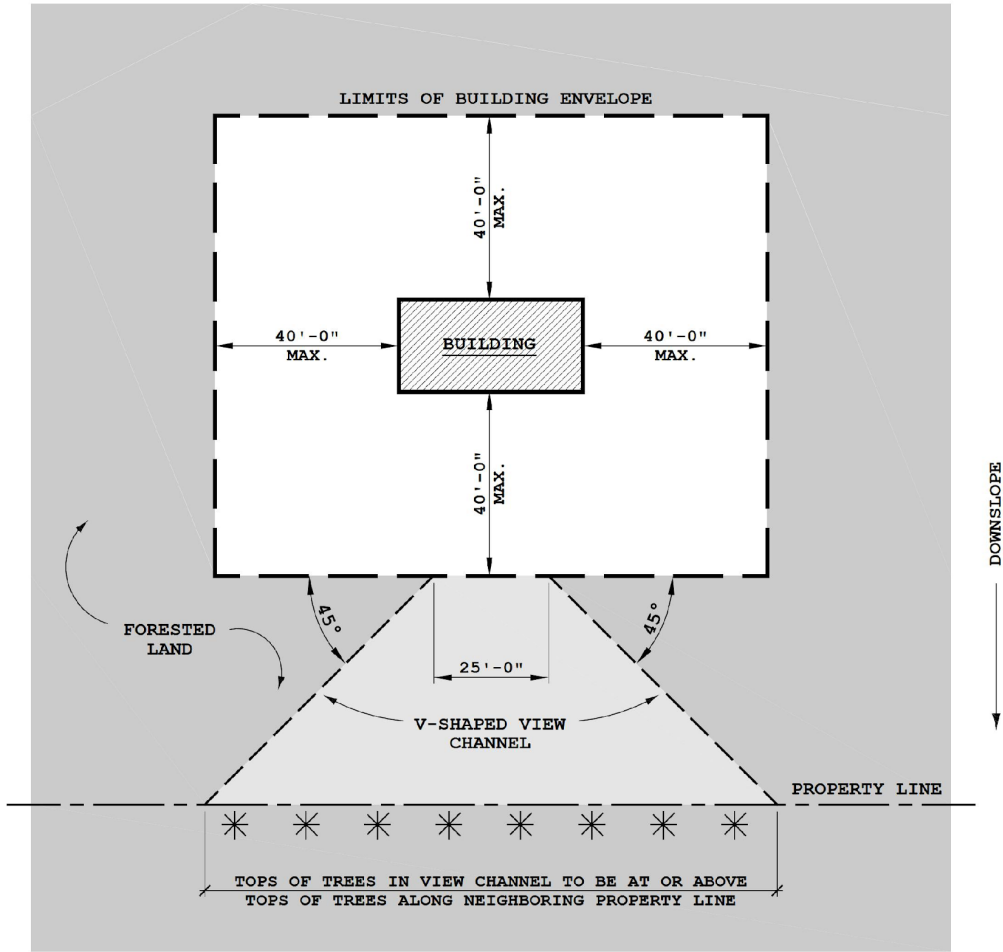 LIMITS OF BUILDING ENVELOPE
40'-0"
MAX.
40'-0"
MAX.
BUILDING
40'-0"
MAX.
40'-0"
MAX.
DOWNSLOPE
45°
45°
FORESTED
LAND
25'-0"
V-SHAPED VIEW
CHANNEL
PROPERTY LINE
TOPS OF TREES IN VIEW CHANNEL TO BE AT OR ABOVE
TOPS OF TREES ALONG NEIGHBORING PROPERTY LINE